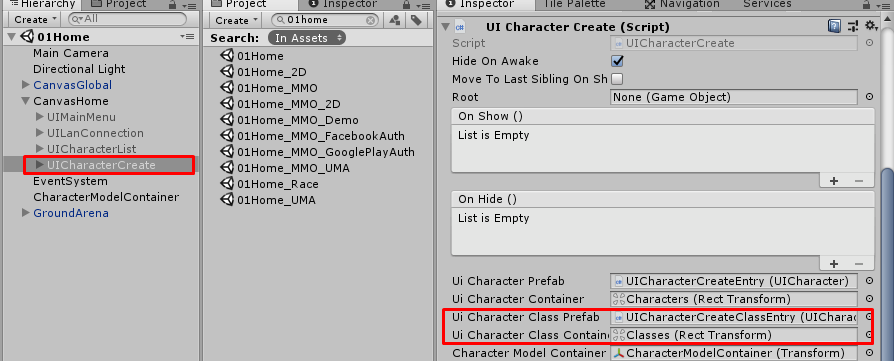 Hierarchy
Project
Create
All
01Home
Main Camera
Directional Light
CanvasGlobal
CanvasHome
UIMainMenu
UILanConnection
UICharacterList
UICharacterCreate
EventSystem
CharacterModelContainer
GroundArena
Project
Inspector
Create
01home
Search:
In Assets
01Home
01Home_2D
01Home_MMO
01Home_MMO_2D
01Home_MMO_Demo
01Home_MMO_FacebookAuth
01Home_MMO_GooglePlayAuth
01Home_MMO_UMA
01Home_Race
01Home_UMA
Inspector
Tile Palette
Navigation
Services
UI Character Create (Script)
Script
UICharacterCreate
Hide On Awake
Move To Last Sibling On Sh
Root
None (Game Object)
On Show ()
List is Empty
+ −
On Hide ()
List is Empty
+ −
Ui Character Prefab
UICharacterCreateEntry (UICharacter)
Ui Character Container
Characters (Rect Transform)
Ui Character Class Prefab
UICharacterCreateClassEntry (UICharac
Ui Character Class Contain
Classes (Rect Transform)
Character Model Container
CharacterModelContainer (Transform)